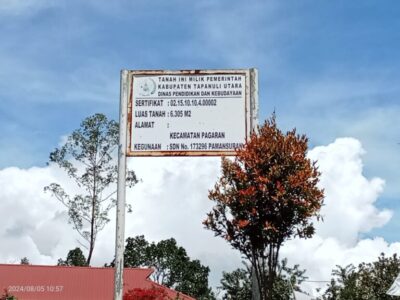 TANAH INI MILIK PEMERINTAH
KABUPATEN TAPANULI UTARA
DINAS PENDIDIKAN DAN KEBUDAYAAN
SERTIFIKAT : 02.15.10.10.4.00002
LUAS TANAH : 6.305 M2
ALAMAT :
KECAMATAN PAGARAN
KEGUNAAN : SDN No. 173296 PAMANSURAN
2024/08/05 10:57